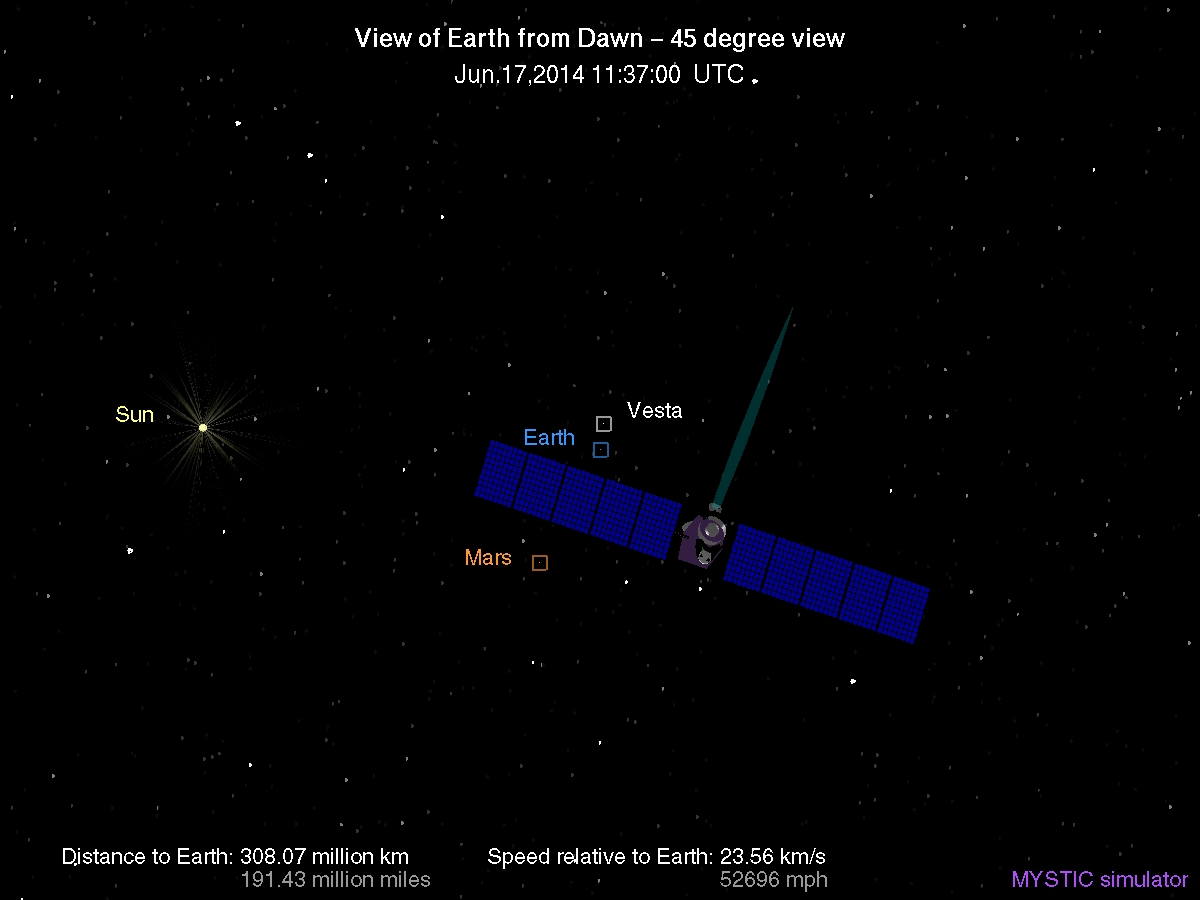 View of Earth from Dawn – 45 degree view
Jun.17,2014 11:37:00 UTC
Sun
Vesta
Earth
Mars
Distance to Earth: 308.07 million km
191.43 million miles
Speed relative to Earth: 23.56 km/s
52696 mph
MYSTIC simulator